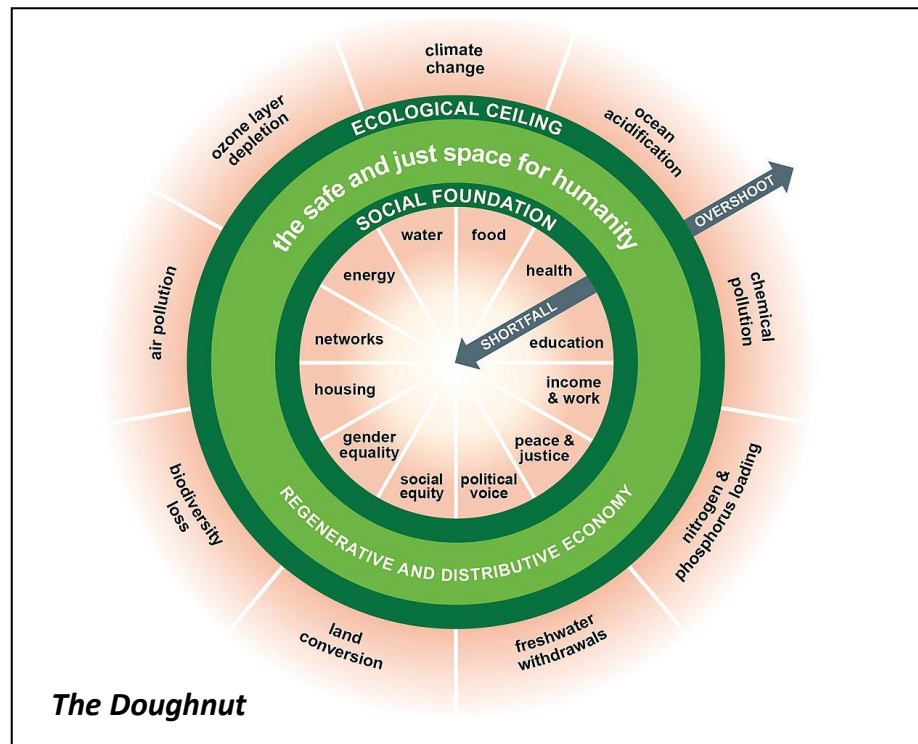 climate
change
ocean
acidification
chemical
pollution
nitrogen &
phosphorus loading
freshwater
withdrawals
land
conversion
biodiversity
loss
air pollution
ozone layer
depletion
ECOLOGICAL CEILING
the safe and just space for humanity
SOCIAL FOUNDATION
OVERSHOOT
SHORTFALL
water
food
health
education
income
& work
peace &
justice
political
voice
social
equity
gender
equality
housing
networks
energy
REGENERATIVE AND DISTRIBUTIVE ECONOMY
The Doughnut